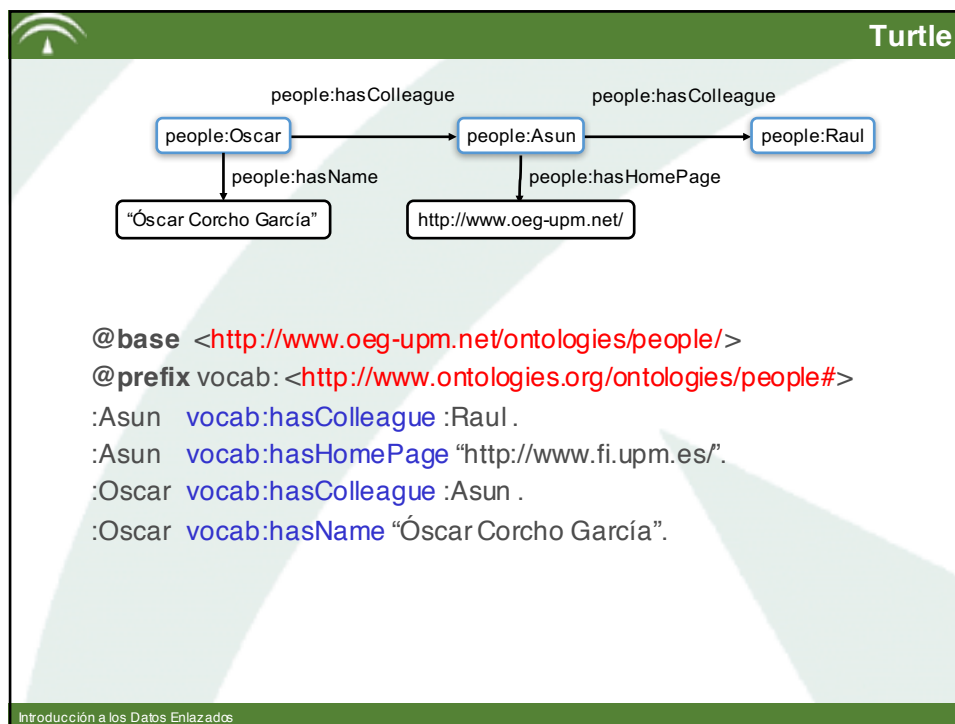 Turtle
people:hasColleague
people:hasColleague
people:Oscar
people:Asun
people:Raul
people:hasName
people:hasHomePage
“Óscar Corcho García”
http://www.oeg-upm.net/
@base <http://www.oeg-upm.net/ontologies/people/>
@prefix vocab: <http://www.ontologies.org/ontologies/people#>
:Asun vocab:hasColleague :Raul .
:Asun vocab:hasHomePage “http://www.fi.upm.es/”.
:Oscar vocab:hasColleague :Asun .
:Oscar vocab:hasName “Óscar Corcho García”.
Introducción a los Datos Enlazados